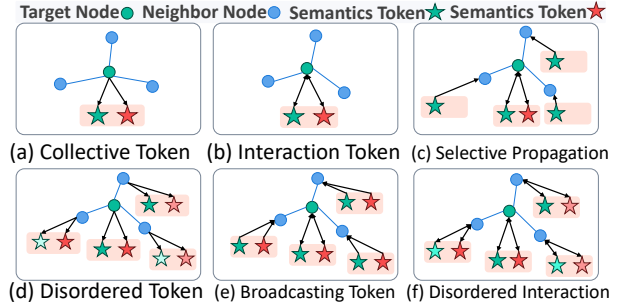 Target Node Neighbor Node Semantics Token Semantics Token
(a) Collective Token (b) Interaction Token (c) Selective Propagation
(d) Disordered Token (e) Broadcasting Token (f) Disordered Interaction